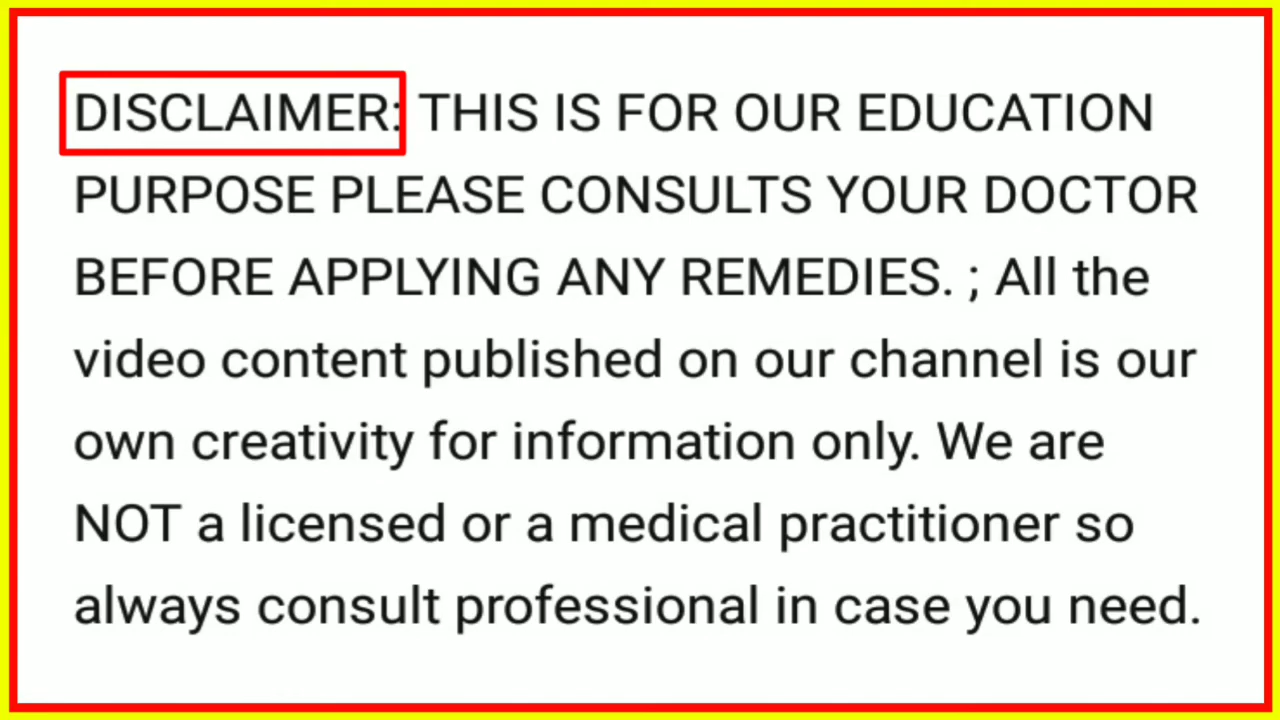 DISCLAIMER: THIS IS FOR OUR EDUCATION
PURPOSE PLEASE CONSULTS YOUR DOCTOR
BEFORE APPLYING ANY REMEDIES. ; All the
video content published on our channel is our
own creativity for information only. We are
NOT a licensed or a medical practitioner so
always consult professional in case you need.